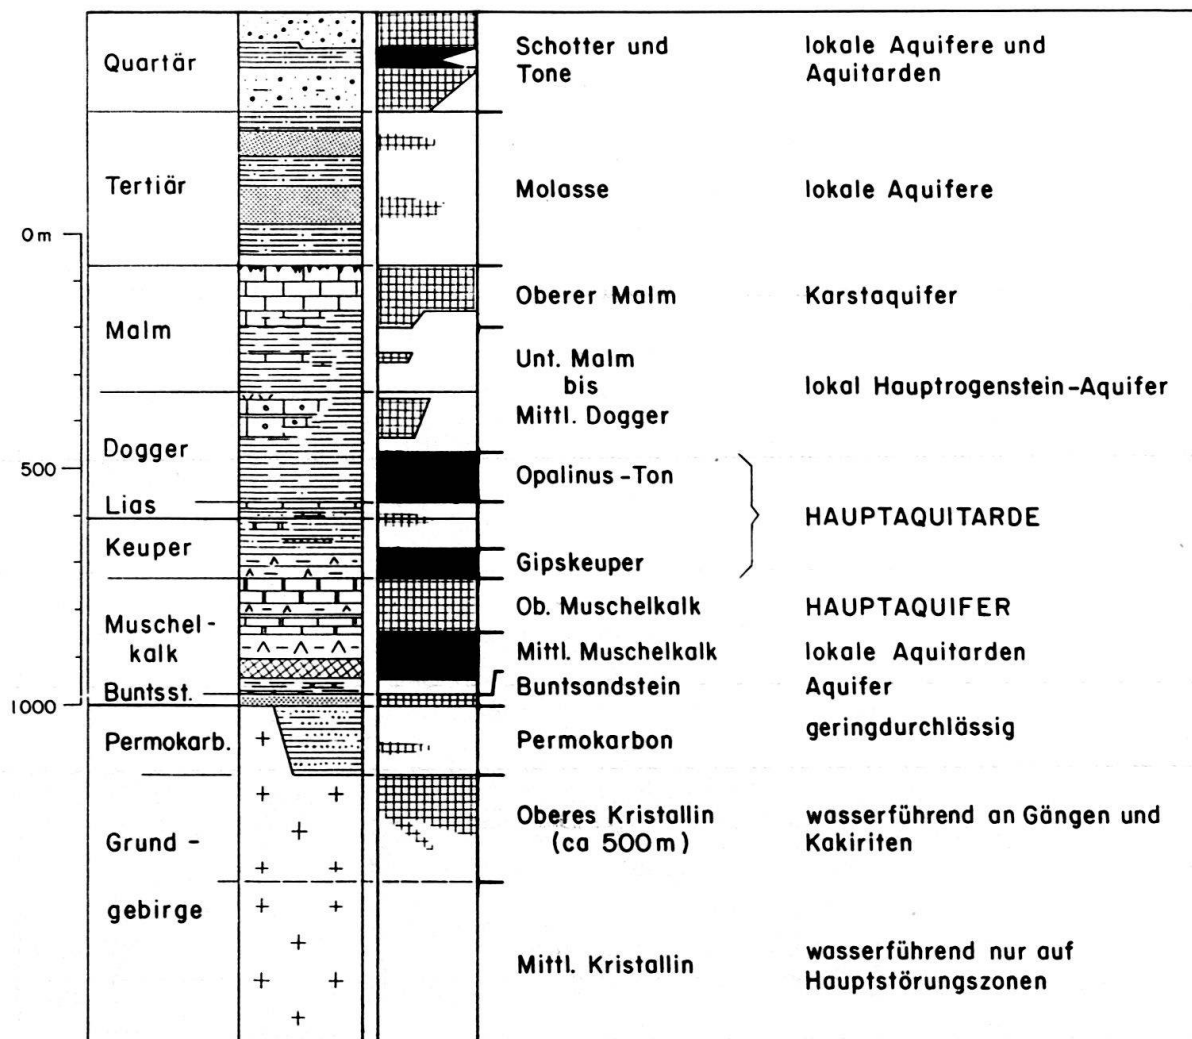 Quartär
Schotter und
Tone
lokale Aquifere und
Aquitarden
Tertiär
Molasse
lokale Aquifere
0 m
Malm
Oberer Malm
Karstaquifer
Unt. Malm
bis
Mittl. Dogger
lokal Hauptrogenstein-Aquifer
Dogger
500
Opalinus-Ton
Lias
HAUPTAQUITARDE
Keuper
Gipskeuper
Muschel-
kalk
Ob. Muschelkalk
HAUPTAQUIFER
Mittl. Muschelkalk
lokale Aquitarden
Buntsst.
Buntsandstein
Aquifer
1000
Permokarb.
Permokarbon
geringdurchlässig
Grund-
gebirge
Oberes Kristallin
(ca 500 m)
wasserführend an Gängen und
Kakiriten
Mittl. Kristallin
wasserführend nur auf
Hauptstörungszonen